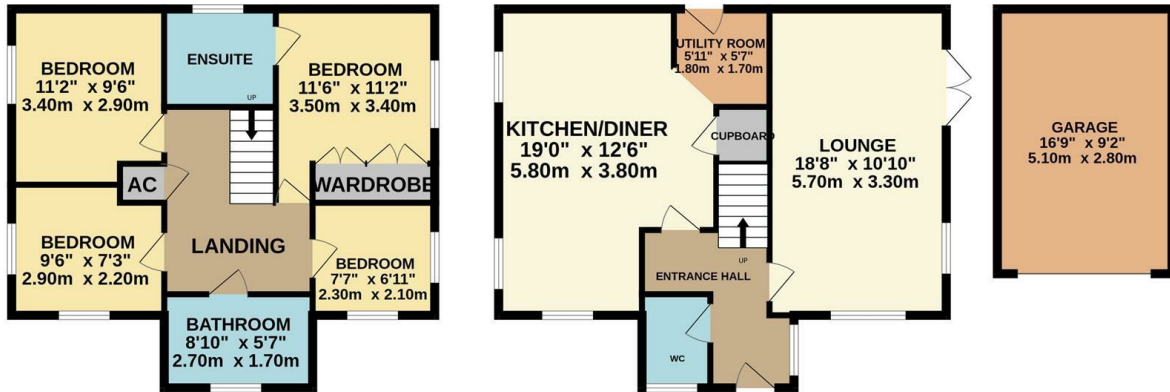 BEDROOM
11'2" x 9'6"
3.40m x 2.90m
ENSUITE
UP
BEDROOM
11'6" x 11'2"
3.50m x 3.40m
AC
WARDROBE
BEDROOM
9'6" x 7'3"
2.90m x 2.20m
LANDING
BEDROOM
7'7" x 6'11"
2.30m x 2.10m
BATHROOM
8'10" x 5'7"
2.70m x 1.70m
UTILITY ROOM
5'11" x 5'7"
1.80m x 1.70m
KITCHEN/DINER
19'0" x 12'6"
5.80m x 3.80m
CUPBOARD
LOUNGE
18'8" x 10'10"
5.70m x 3.30m
UP
ENTRANCE HALL
WC
GARAGE
16'9" x 9'2"
5.10m x 2.80m